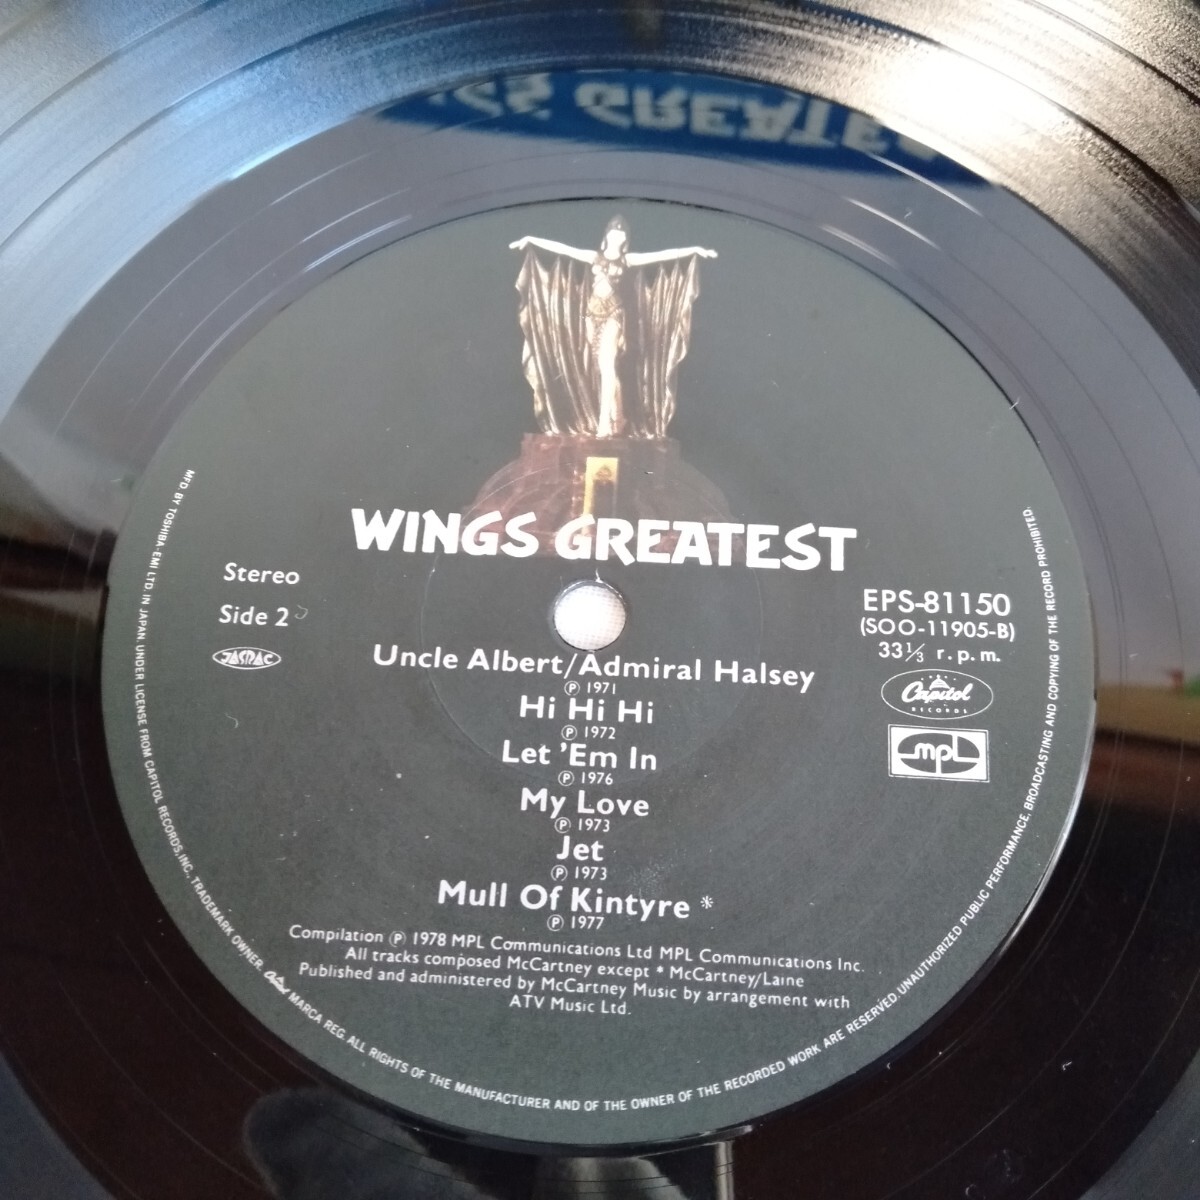 WINGS GREATEST
Stereo
Side 2
JASRAC
EPS-81150
(SOO-11905-B)
33⅓ r.p.m.
Capitol
RECORDS
mpl
Uncle Albert/Admiral Halsey
℗ 1971
Hi Hi Hi
℗ 1972
Let 'Em In
℗ 1976
My Love
℗ 1973
Jet
℗ 1973
Mull Of Kintyre *
℗ 1977
Compilation ℗ 1978 MPL Communications Ltd MPL Communications Inc.
All tracks composed McCartney except * McCartney/Laine
Published and administered by McCartney Music by arrangement with
ATV Music Ltd.
MFD. BY TOSHIBA-EMI LTD. IN JAPAN. UNDER LICENSE FROM CAPITOL RECORDS, INC., TRADEMARK OWNER. Capitol MARCA REG. ALL RIGHTS OF THE MANUFACTURER AND OF THE OWNER OF THE RECORDED WORK ARE RESERVED. UNAUTHORIZED PUBLIC PERFORMANCE, BROADCASTING AND COPYING OF THE RECORD PROHIBITED.